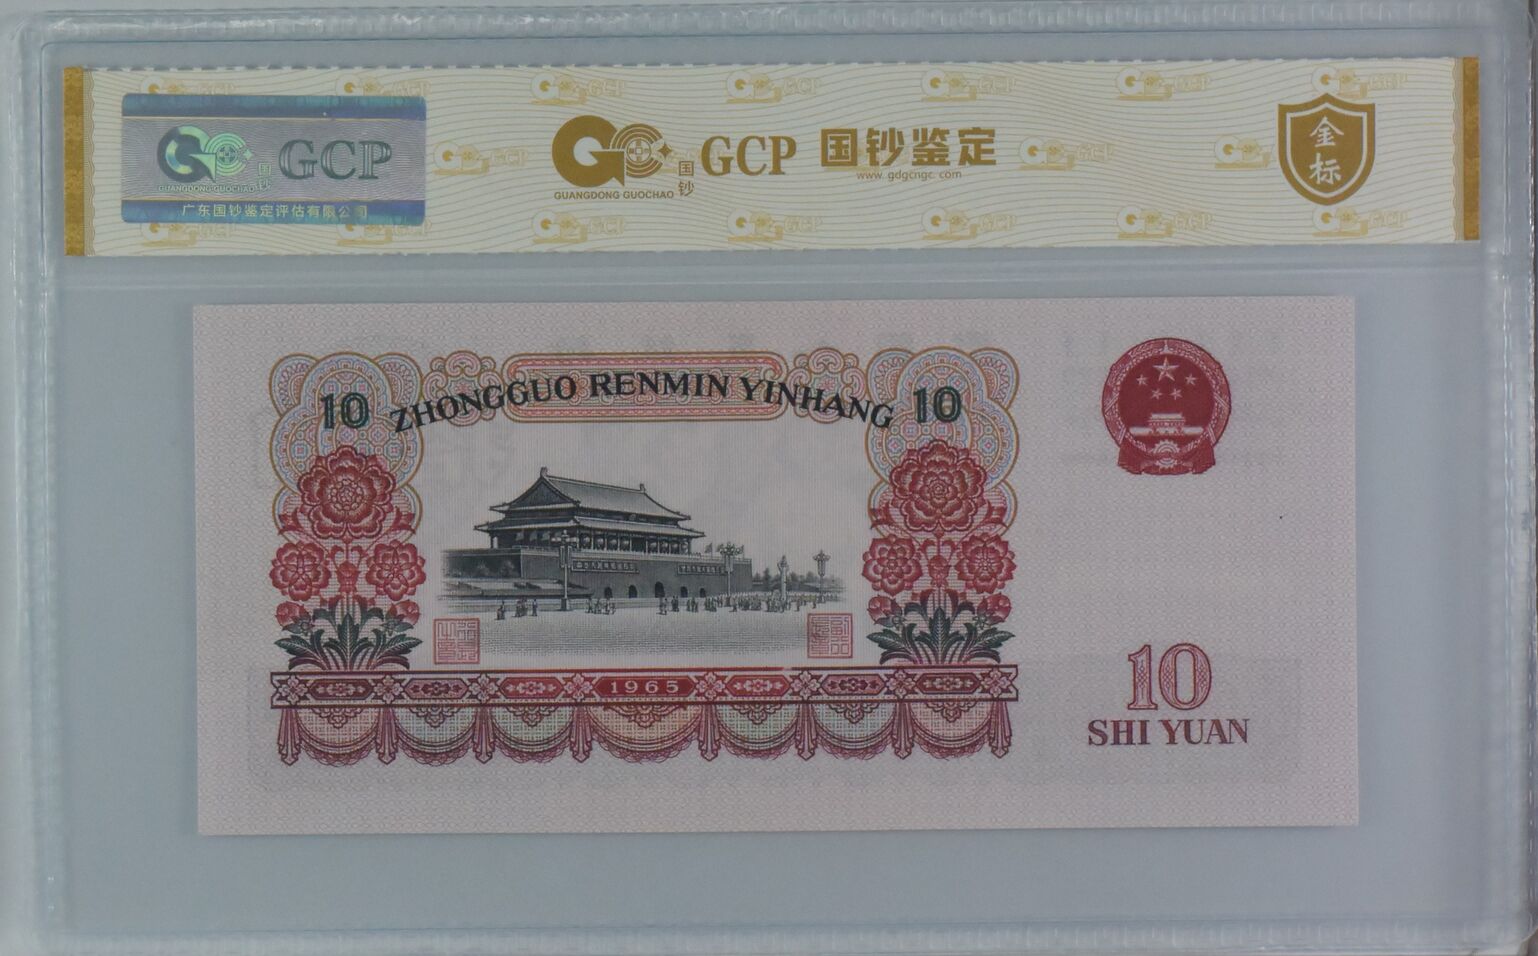 GCP
国钞
GUANGDONG GUOCHAO
广东国钞鉴定评估有限公司
GCP 国钞鉴定
国钞
GUANGDONG GUOCHAO
www.gdgcngc.com
金标
10 ZHONGGUO RENMIN YINHANG 10
1965
10
SHI YUAN